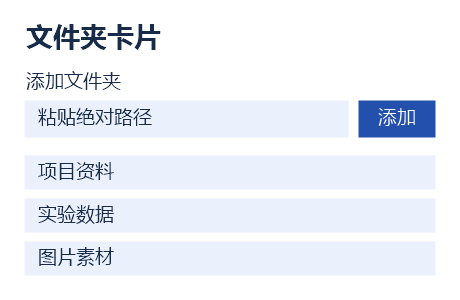 文件夹卡片
添加文件夹
粘贴绝对路径 添加
项目资料
实验数据
图片素材